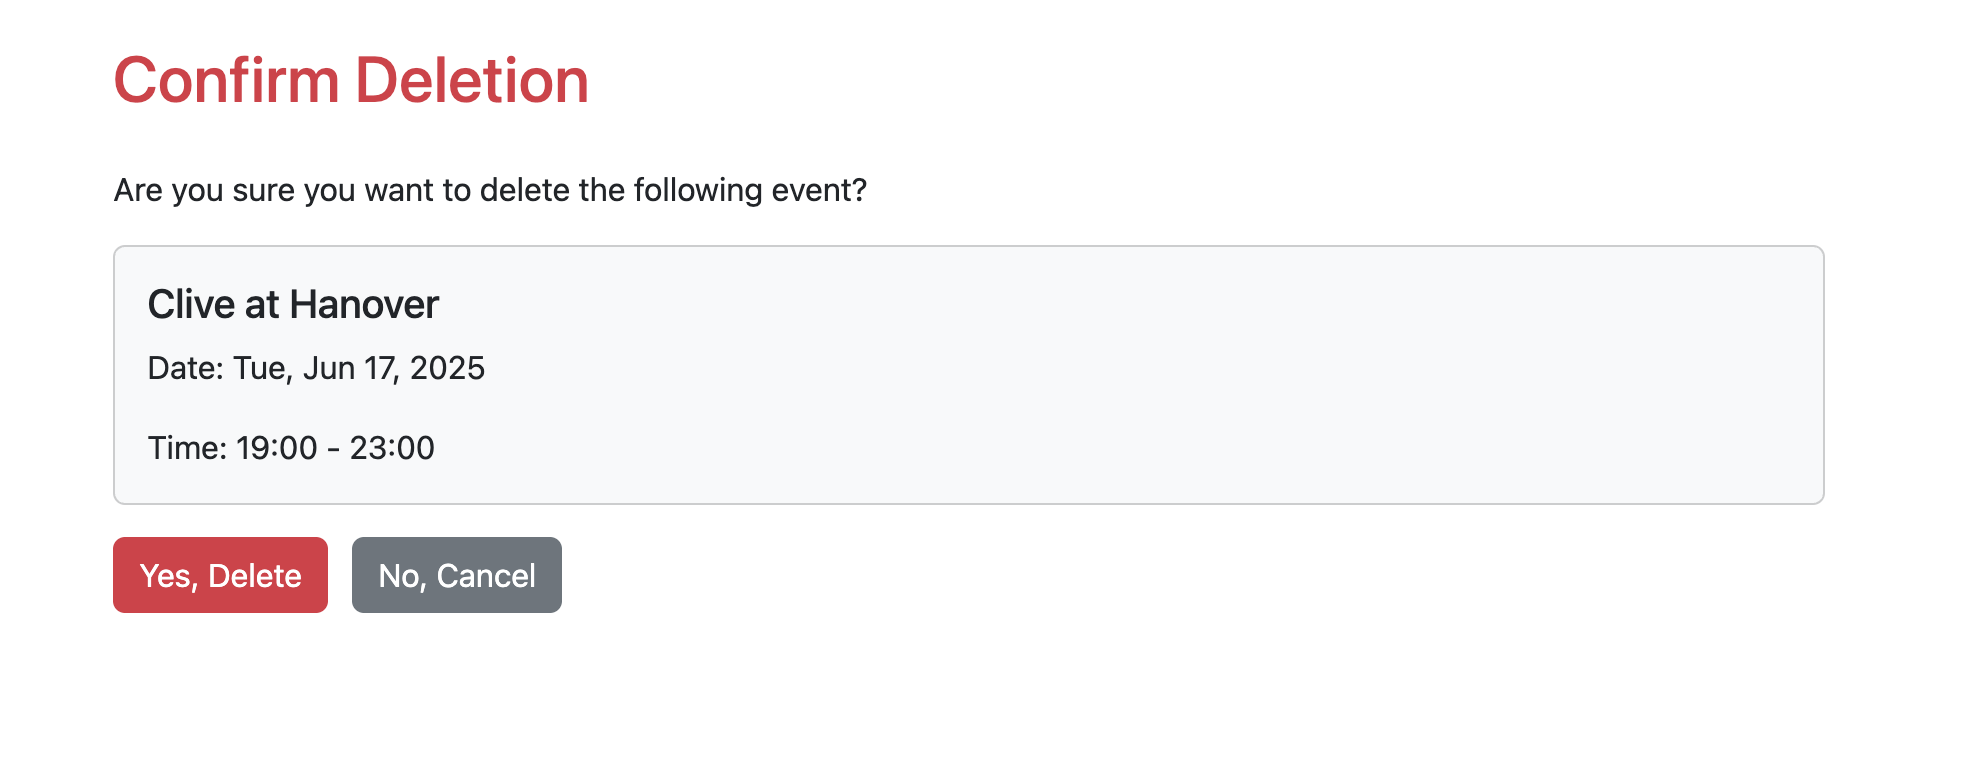 Confirm Deletion
Are you sure you want to delete the following event?
Clive at Hanover
Date: Tue, Jun 17, 2025
Time: 19:00 - 23:00
Yes, Delete
No, Cancel